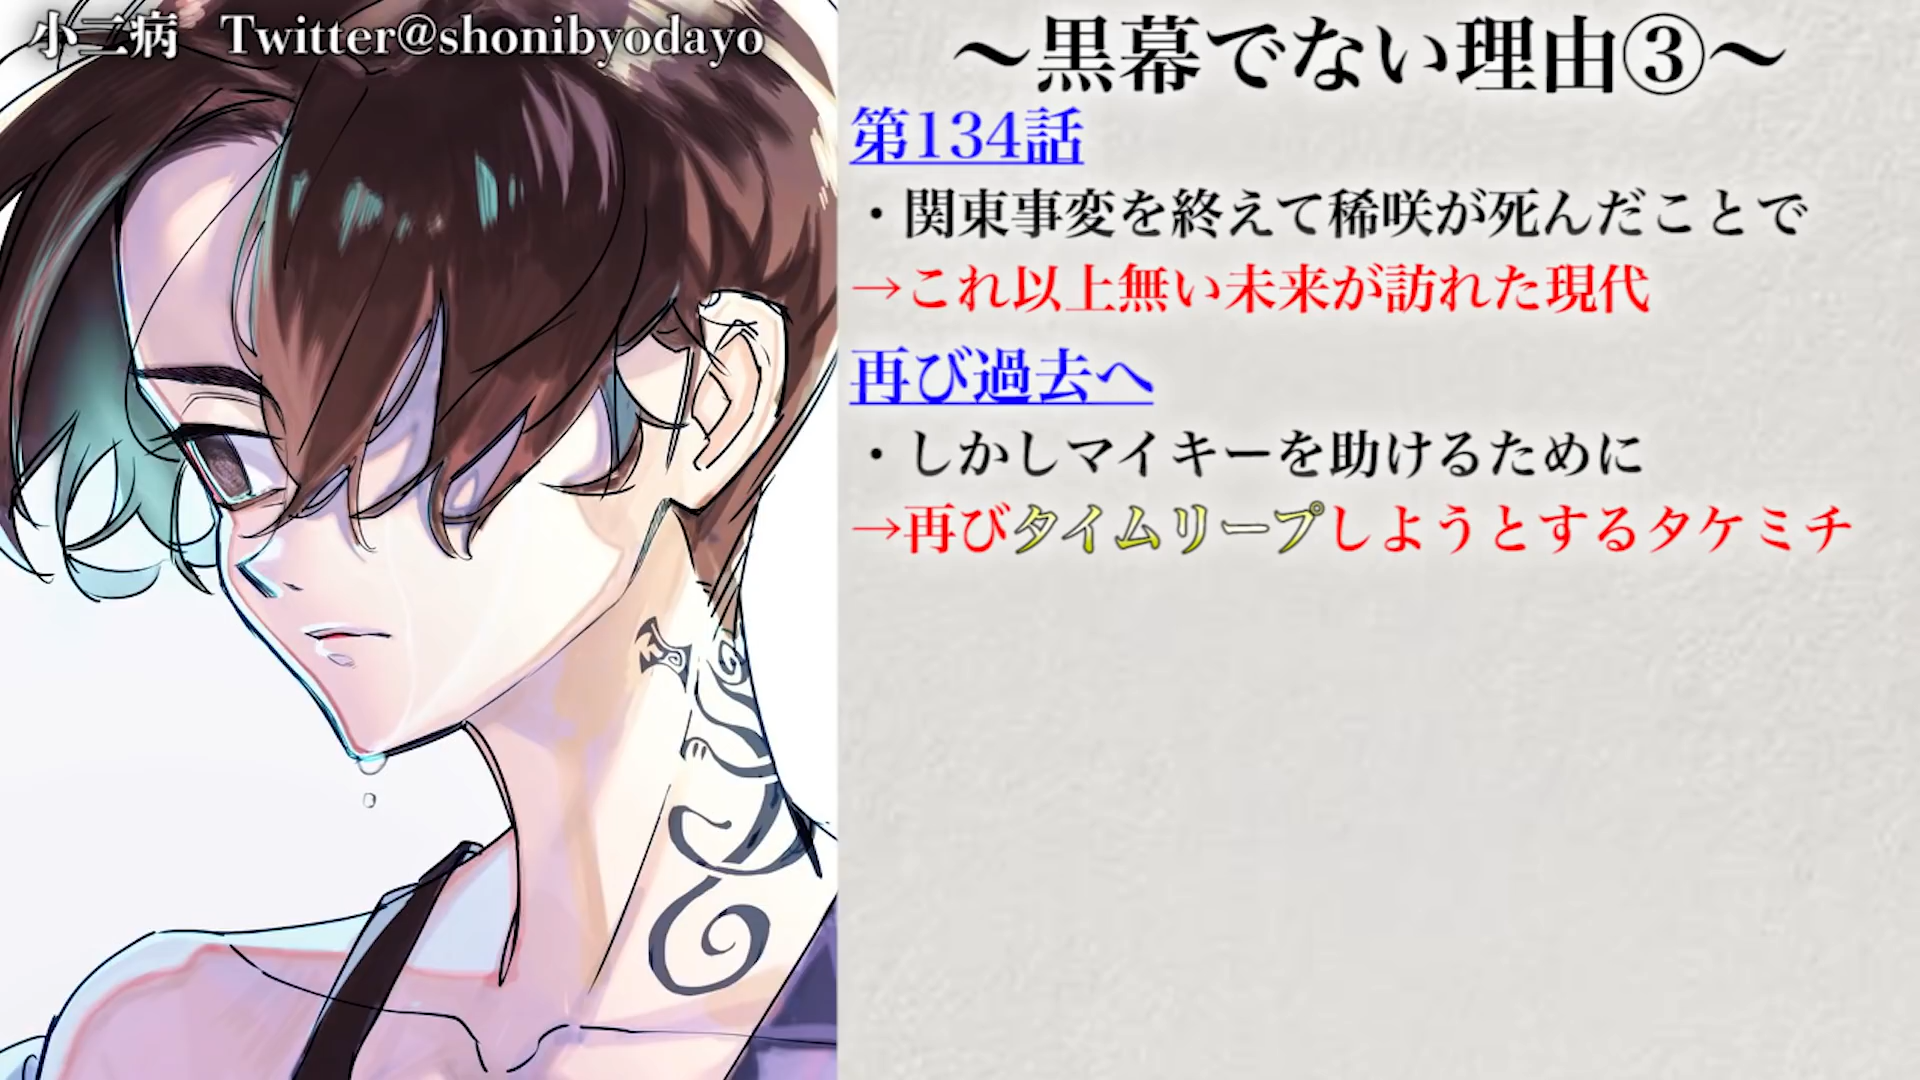 小二病 Twitter@shonibyodayo
～黒幕でない理由③～
第134話
・関東事変を終えて稀咲が死んだことで
→これ以上無い未来が訪れた現代
再び過去へ
・しかしマイキーを助けるために
→再びタイムリープしようとするタケミチ